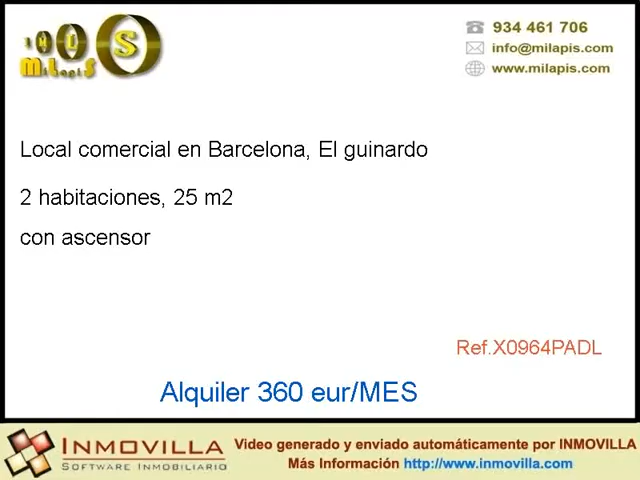 MiLapiS
934 461 706
info@milapis.com
www.milapis.com
Local comercial en Barcelona, El guinardo
2 habitaciones, 25 m2
con ascensor
Ref.X0964PADL
Alquiler 360 eur/MES
INMOVILLA
SOFTWARE INMOBILIARIO
Video generado y enviado automáticamente por INMOVILLA
Más Información http://www.inmovilla.com